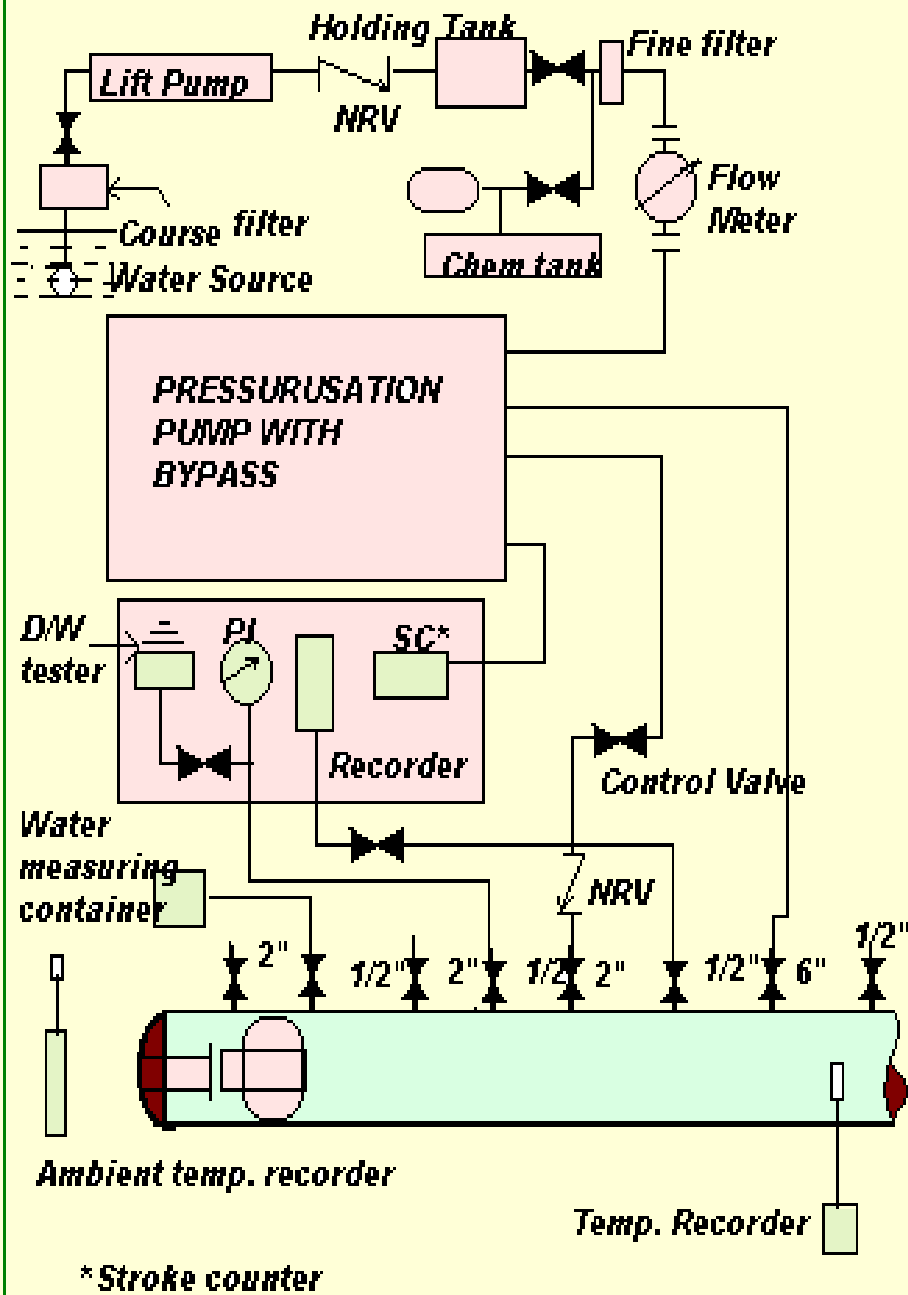 Holding Tank
Fine filter
Lift Pump
NRV
Flow
Meter
Course filter
Chem tank
Water Source
PRESSURUSATION
PUMP WITH
BYPASS
D/W
tester
PI
SC*
Recorder
Control Valve
Water
measuring
container
NRV
2"
1/2"
2"
1/2
2"
1/2"
6"
1/2"
Ambient temp. recorder
Temp. Recorder
*Stroke counter